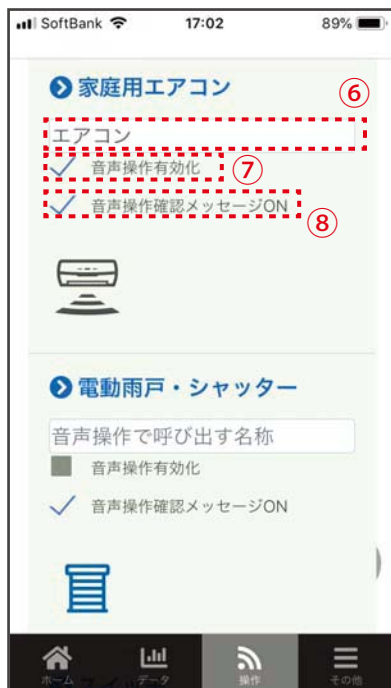 SoftBank 17:02 89%
家庭用エアコン
⑥
エアコン
音声操作有効化
⑦
音声操作確認メッセージON
⑧
電動雨戸・シャッター
音声操作で呼び出す名称
音声操作有効化
音声操作確認メッセージON
ホーム データ 操作 その他